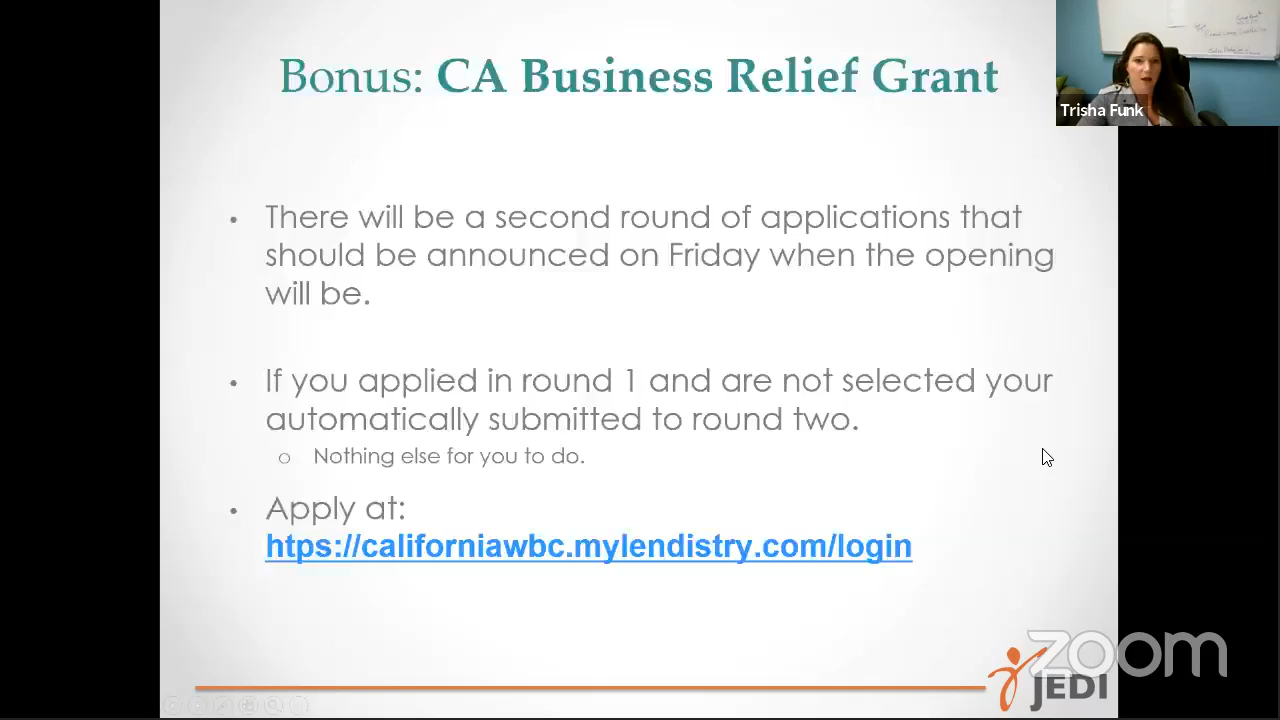 Bonus: CA Business Relief Grant
Trisha Funk
• There will be a second round of applications that
should be announced on Friday when the opening
will be.
• If you applied in round 1 and are not selected your
automatically submitted to round two.
o Nothing else for you to do.
• Apply at:
htps://californiawbc.mylendistry.com/login
zoom
JEDI